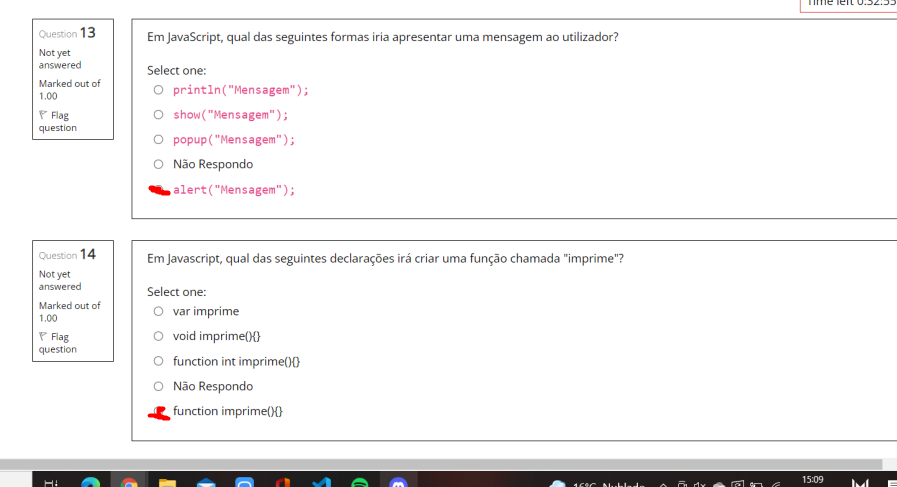 Time left 0:32:55
Question 13
Not yet
answered
Marked out of
1.00
Flag
question
Em JavaScript, qual das seguintes formas iria apresentar uma mensagem ao utilizador?
Select one:
println("Mensagem");
show("Mensagem");
popup("Mensagem");
Não Respondo
alert("Mensagem");
Question 14
Not yet
answered
Marked out of
1.00
Flag
question
Em Javascript, qual das seguintes declarações irá criar uma função chamada "imprime"?
Select one:
var imprime
void imprime(){}
function int imprime(){}
Não Respondo
function imprime(){}
16°C Nublado
15:09